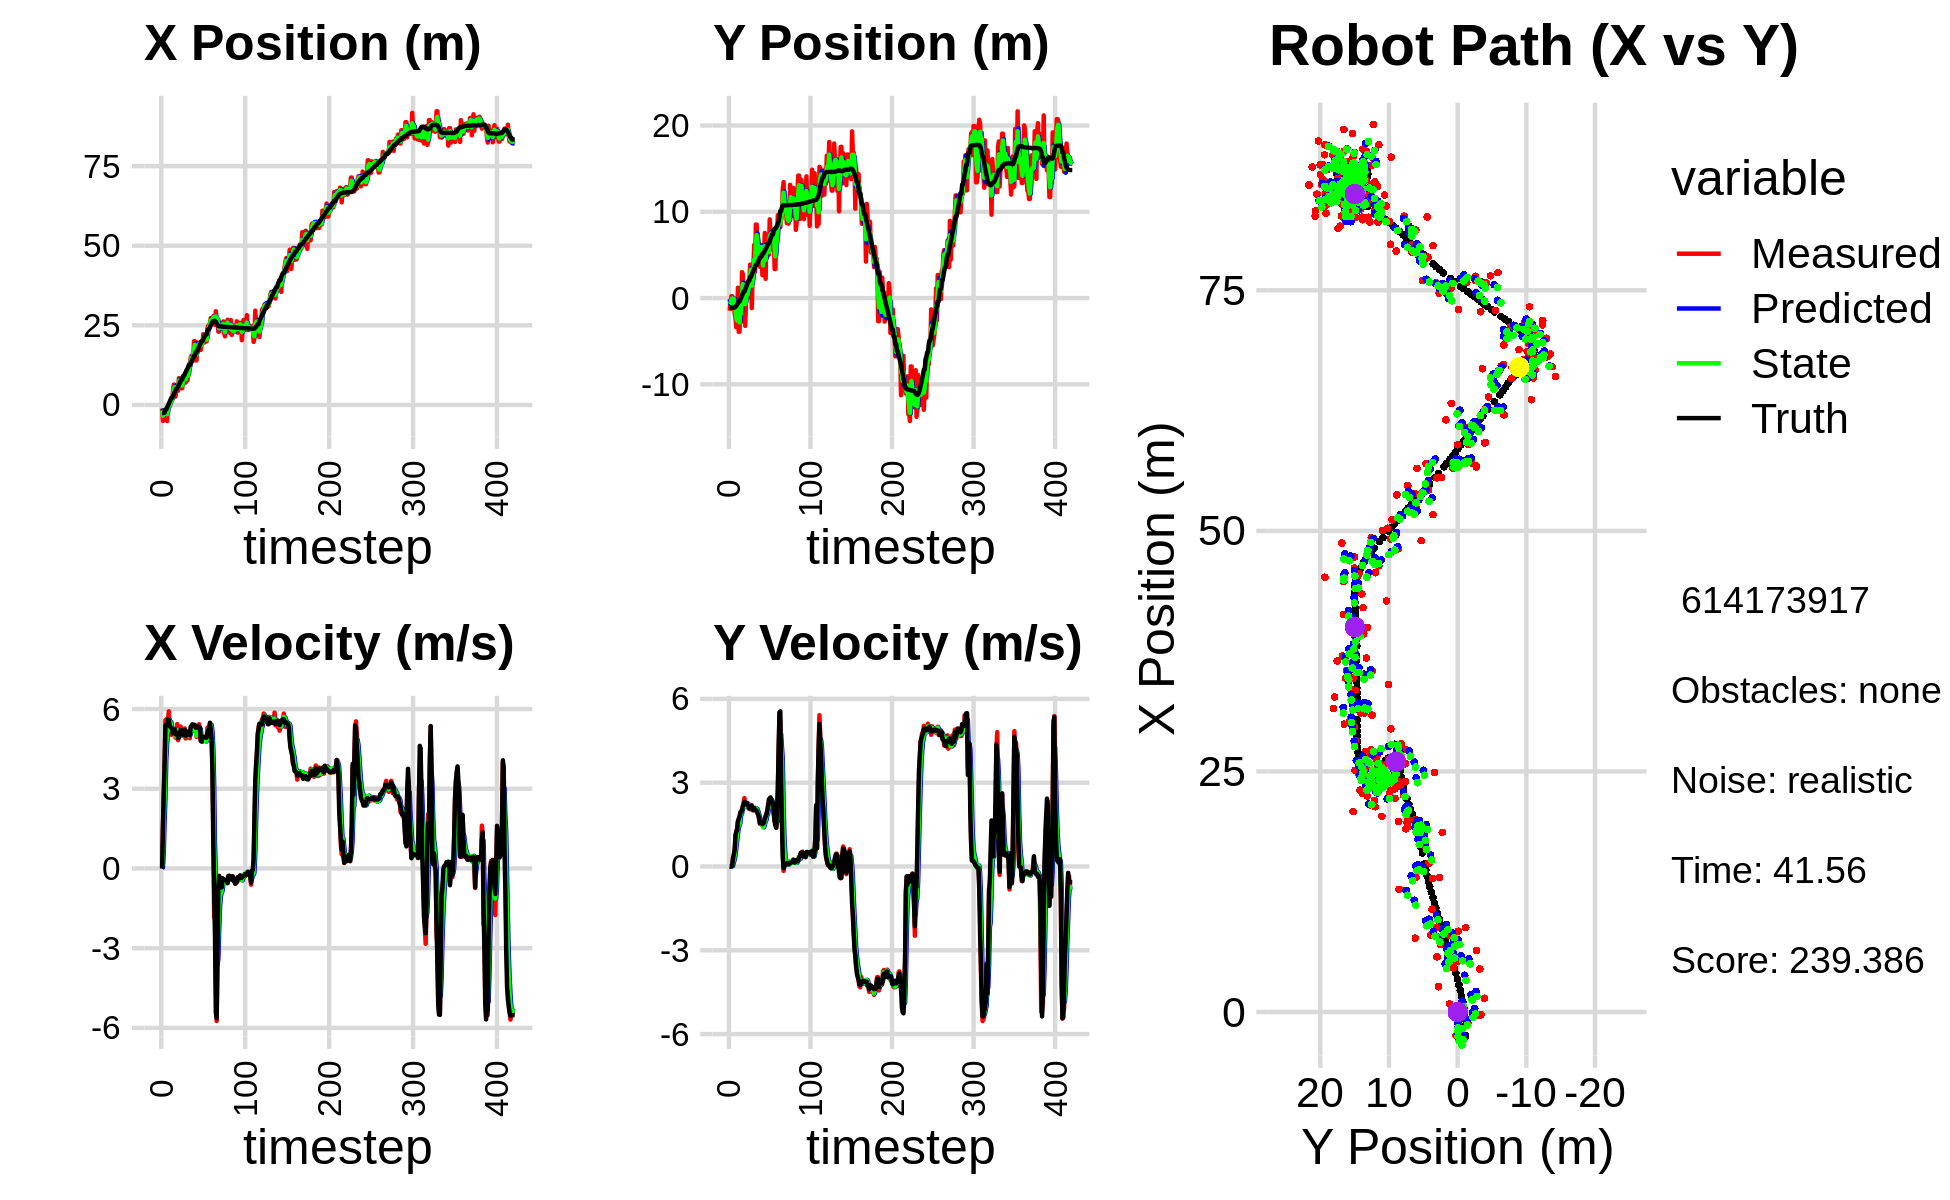 X Position (m)
75
50
25
0
0
100
200
300
400
timestep
Y Position (m)
20
10
0
-10
0
100
200
300
400
timestep
X Velocity (m/s)
6
3
0
-3
-6
0
100
200
300
400
timestep
Y Velocity (m/s)
6
3
0
-3
-6
0
100
200
300
400
timestep
Robot Path (X vs Y)
X Position (m)
75
50
25
0
20 10 0 -10 -20
Y Position (m)
variable
Measured
Predicted
State
Truth
614173917
Obstacles: none
Noise: realistic
Time: 41.56
Score: 239.386